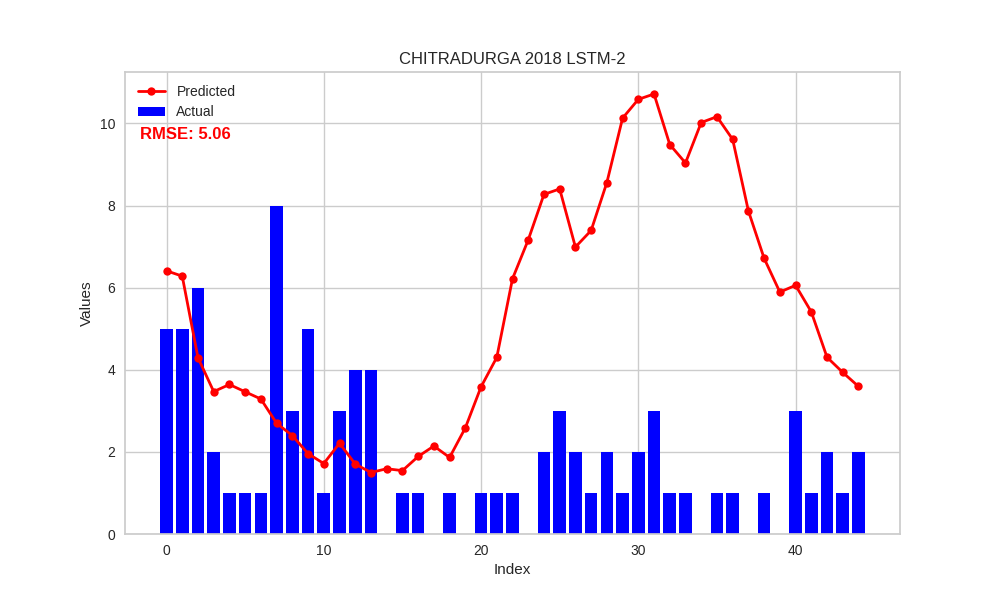 CHITRADURGA 2018 LSTM-2
Predicted
Actual
RMSE: 5.06
10
8
6
4
2
0
Values
0 10 20 30 40
Index